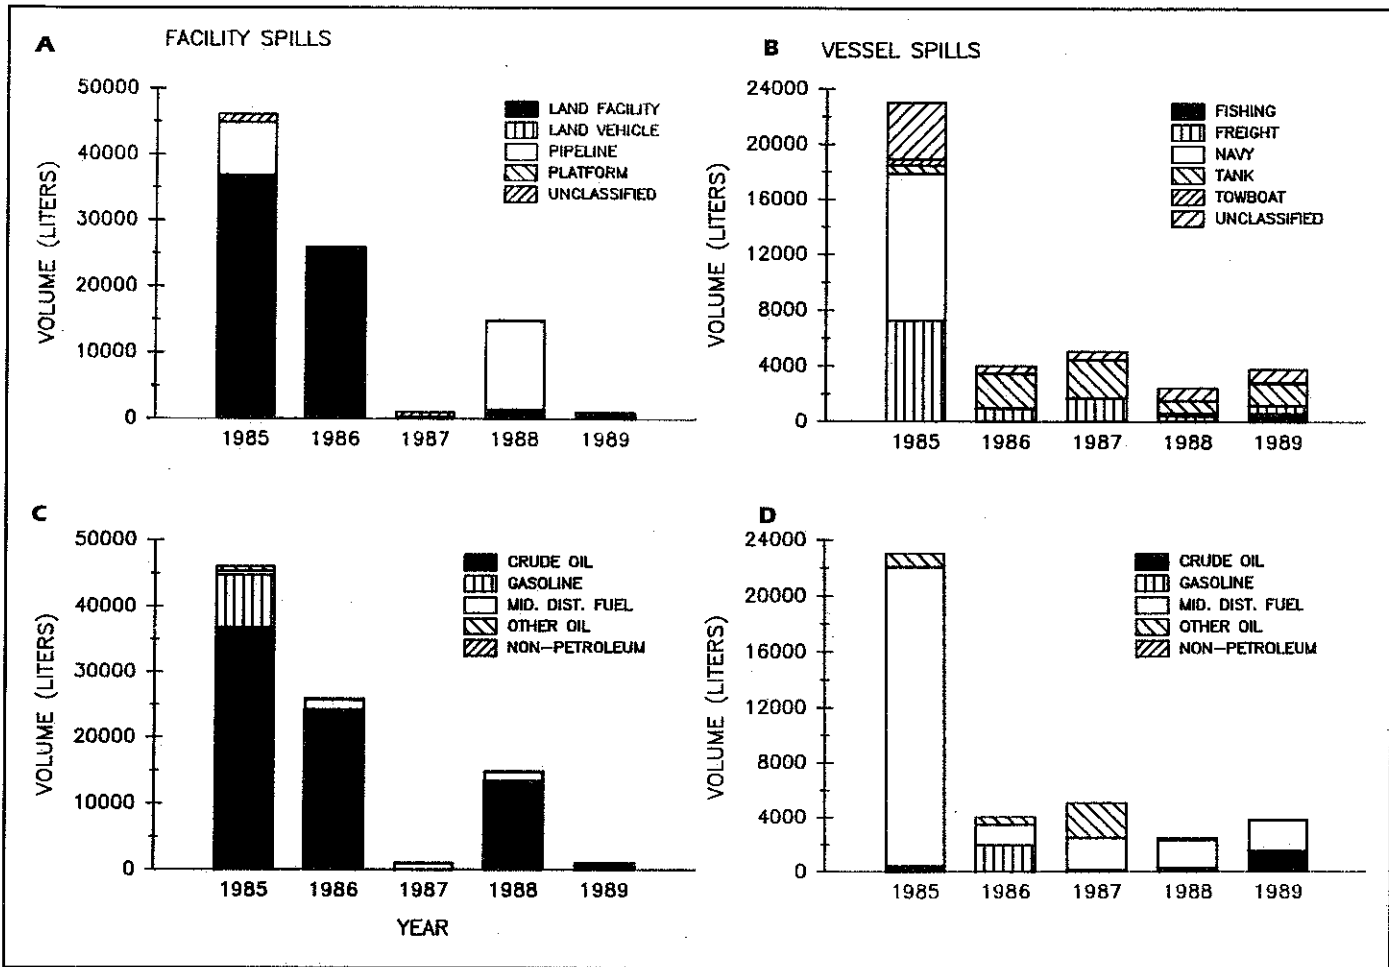 A FACILITY SPILLS
50000
40000
30000
20000
10000
0
VOLUME (LITERS)
LAND FACILITY
LAND VEHICLE
PIPELINE
PLATFORM
UNCLASSIFIED
1985 1986 1987 1988 1989
B VESSEL SPILLS
24000
20000
16000
12000
8000
4000
0
VOLUME (LITERS)
FISHING
FREIGHT
NAVY
TANK
TOWBOAT
UNCLASSIFIED
1985 1986 1987 1988 1989
C
50000
40000
30000
20000
10000
0
VOLUME (LITERS)
CRUDE OIL
GASOLINE
MID. DIST. FUEL
OTHER OIL
NON-PETROLEUM
1985 1986 1987 1988 1989
YEAR
D
24000
20000
16000
12000
8000
4000
0
VOLUME (LITERS)
CRUDE OIL
GASOLINE
MID. DIST. FUEL
OTHER OIL
NON-PETROLEUM
1985 1986 1987 1988 1989